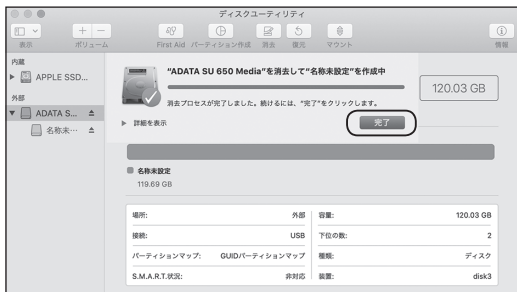 ディスクユーティリティ
表示 ボリューム First Aid パーティション作成 消去 復元 マウント 情報
内蔵
APPLE SSD...
外部
ADATA S...
名称未…
"ADATA SU 650 Media"を消去して"名称未設定"を作成中
消去プロセスが完了しました。続けるには、"完了"をクリックします。
詳細を表示
完了
120.03 GB
名称未設定
119.69 GB
場所: 外部 容量: 120.03 GB
接続: USB 下位の数: 2
パーティションマップ: GUIDパーティションマップ 種類: ディスク
S.M.A.R.T.状況: 非対応 装置: disk3